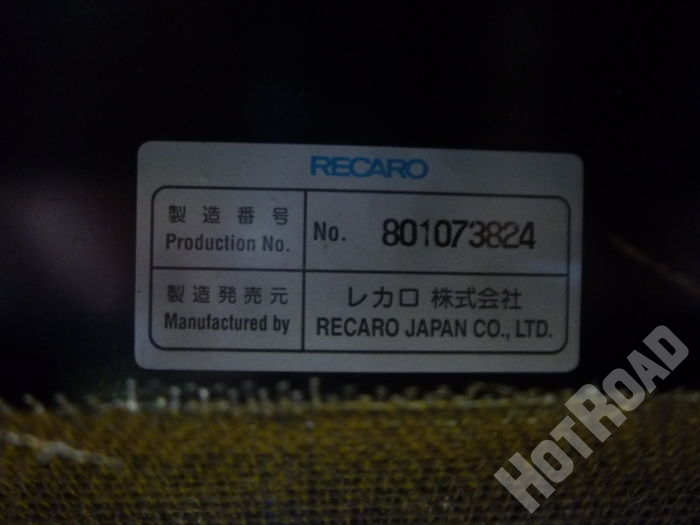 RECARO
製造番号
Production No.
No. 801073824
製造発売元
Manufactured by
レカロ 株式会社
RECARO JAPAN CO., LTD.
HOTROAD